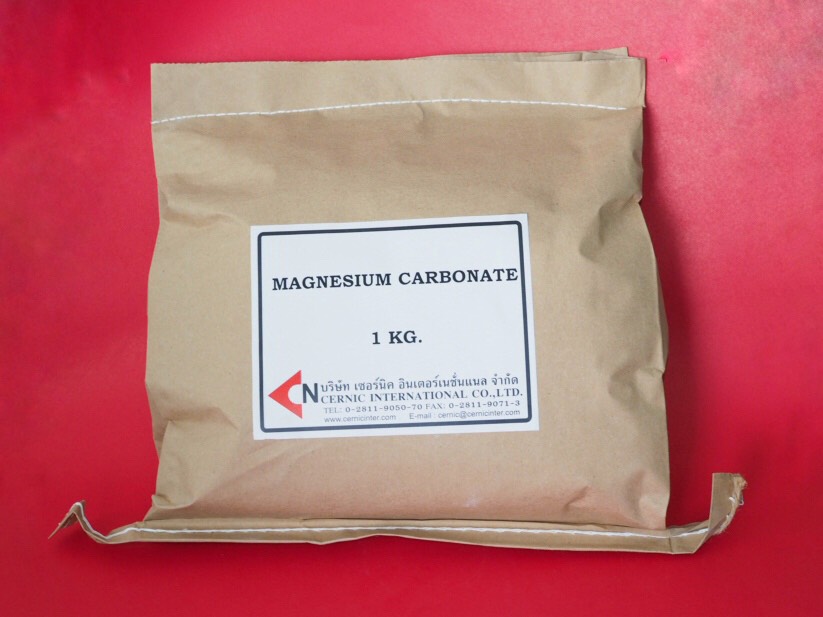 MAGNESIUM CARBONATE
1 KG.
CN บริษัท เซอร์นิค อินเตอร์เนชั่นแนล จำกัด
CERNIC INTERNATIONAL CO.,LTD.
TEL: 0-2811-9050-70 FAX: 0-2811-9071-3
www.cernicinter.com E-mail : cernic@cernicinter.com